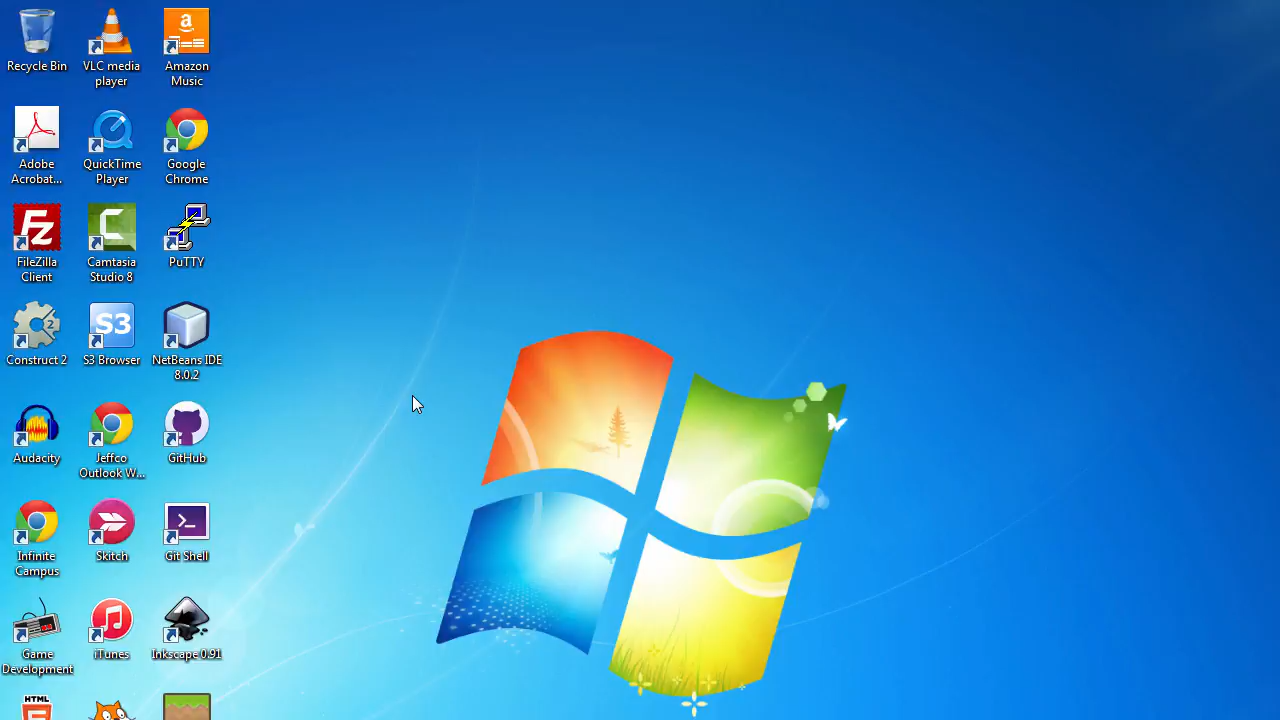 Recycle Bin
VLC media
player
Amazon
Music
Adobe
Acrobat...
QuickTime
Player
Google
Chrome
FileZilla
Client
Camtasia
Studio 8
PuTTY
Construct 2
S3
S3 Browser
NetBeans IDE
8.0.2
Audacity
Jeffco
Outlook W...
GitHub
Infinite
Campus
Skitch
Git Shell
Game
Development
iTunes
Inkscape 0.91
HTML